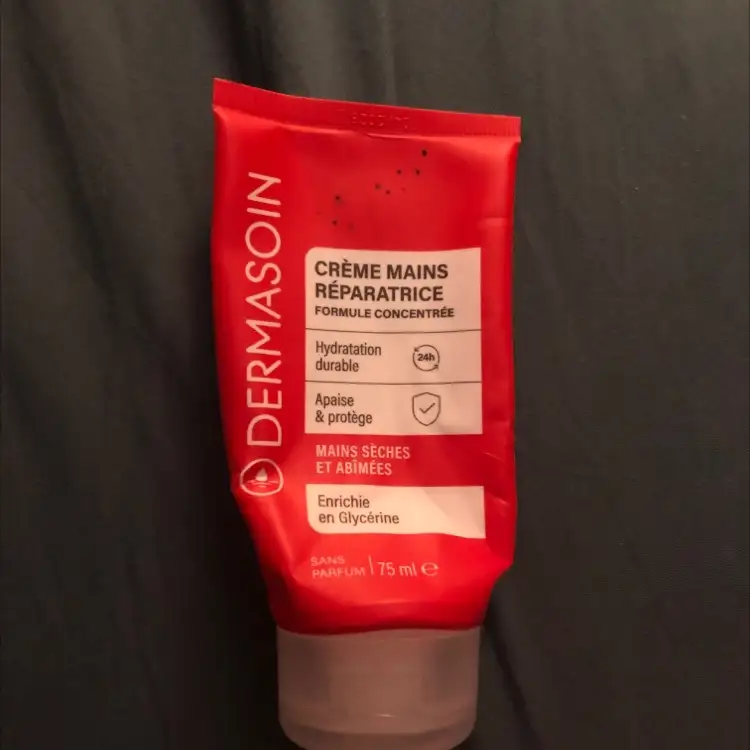 DERMASOIN
CRÈME MAINS
RÉPARATRICE
FORMULE CONCENTRÉE
Hydratation
durable
24h
Apaise
& protège
MAINS SÈCHES
ET ABÎMÉES
Enrichie
en Glycérine
SANS
PARFUM | 75 ml ℮